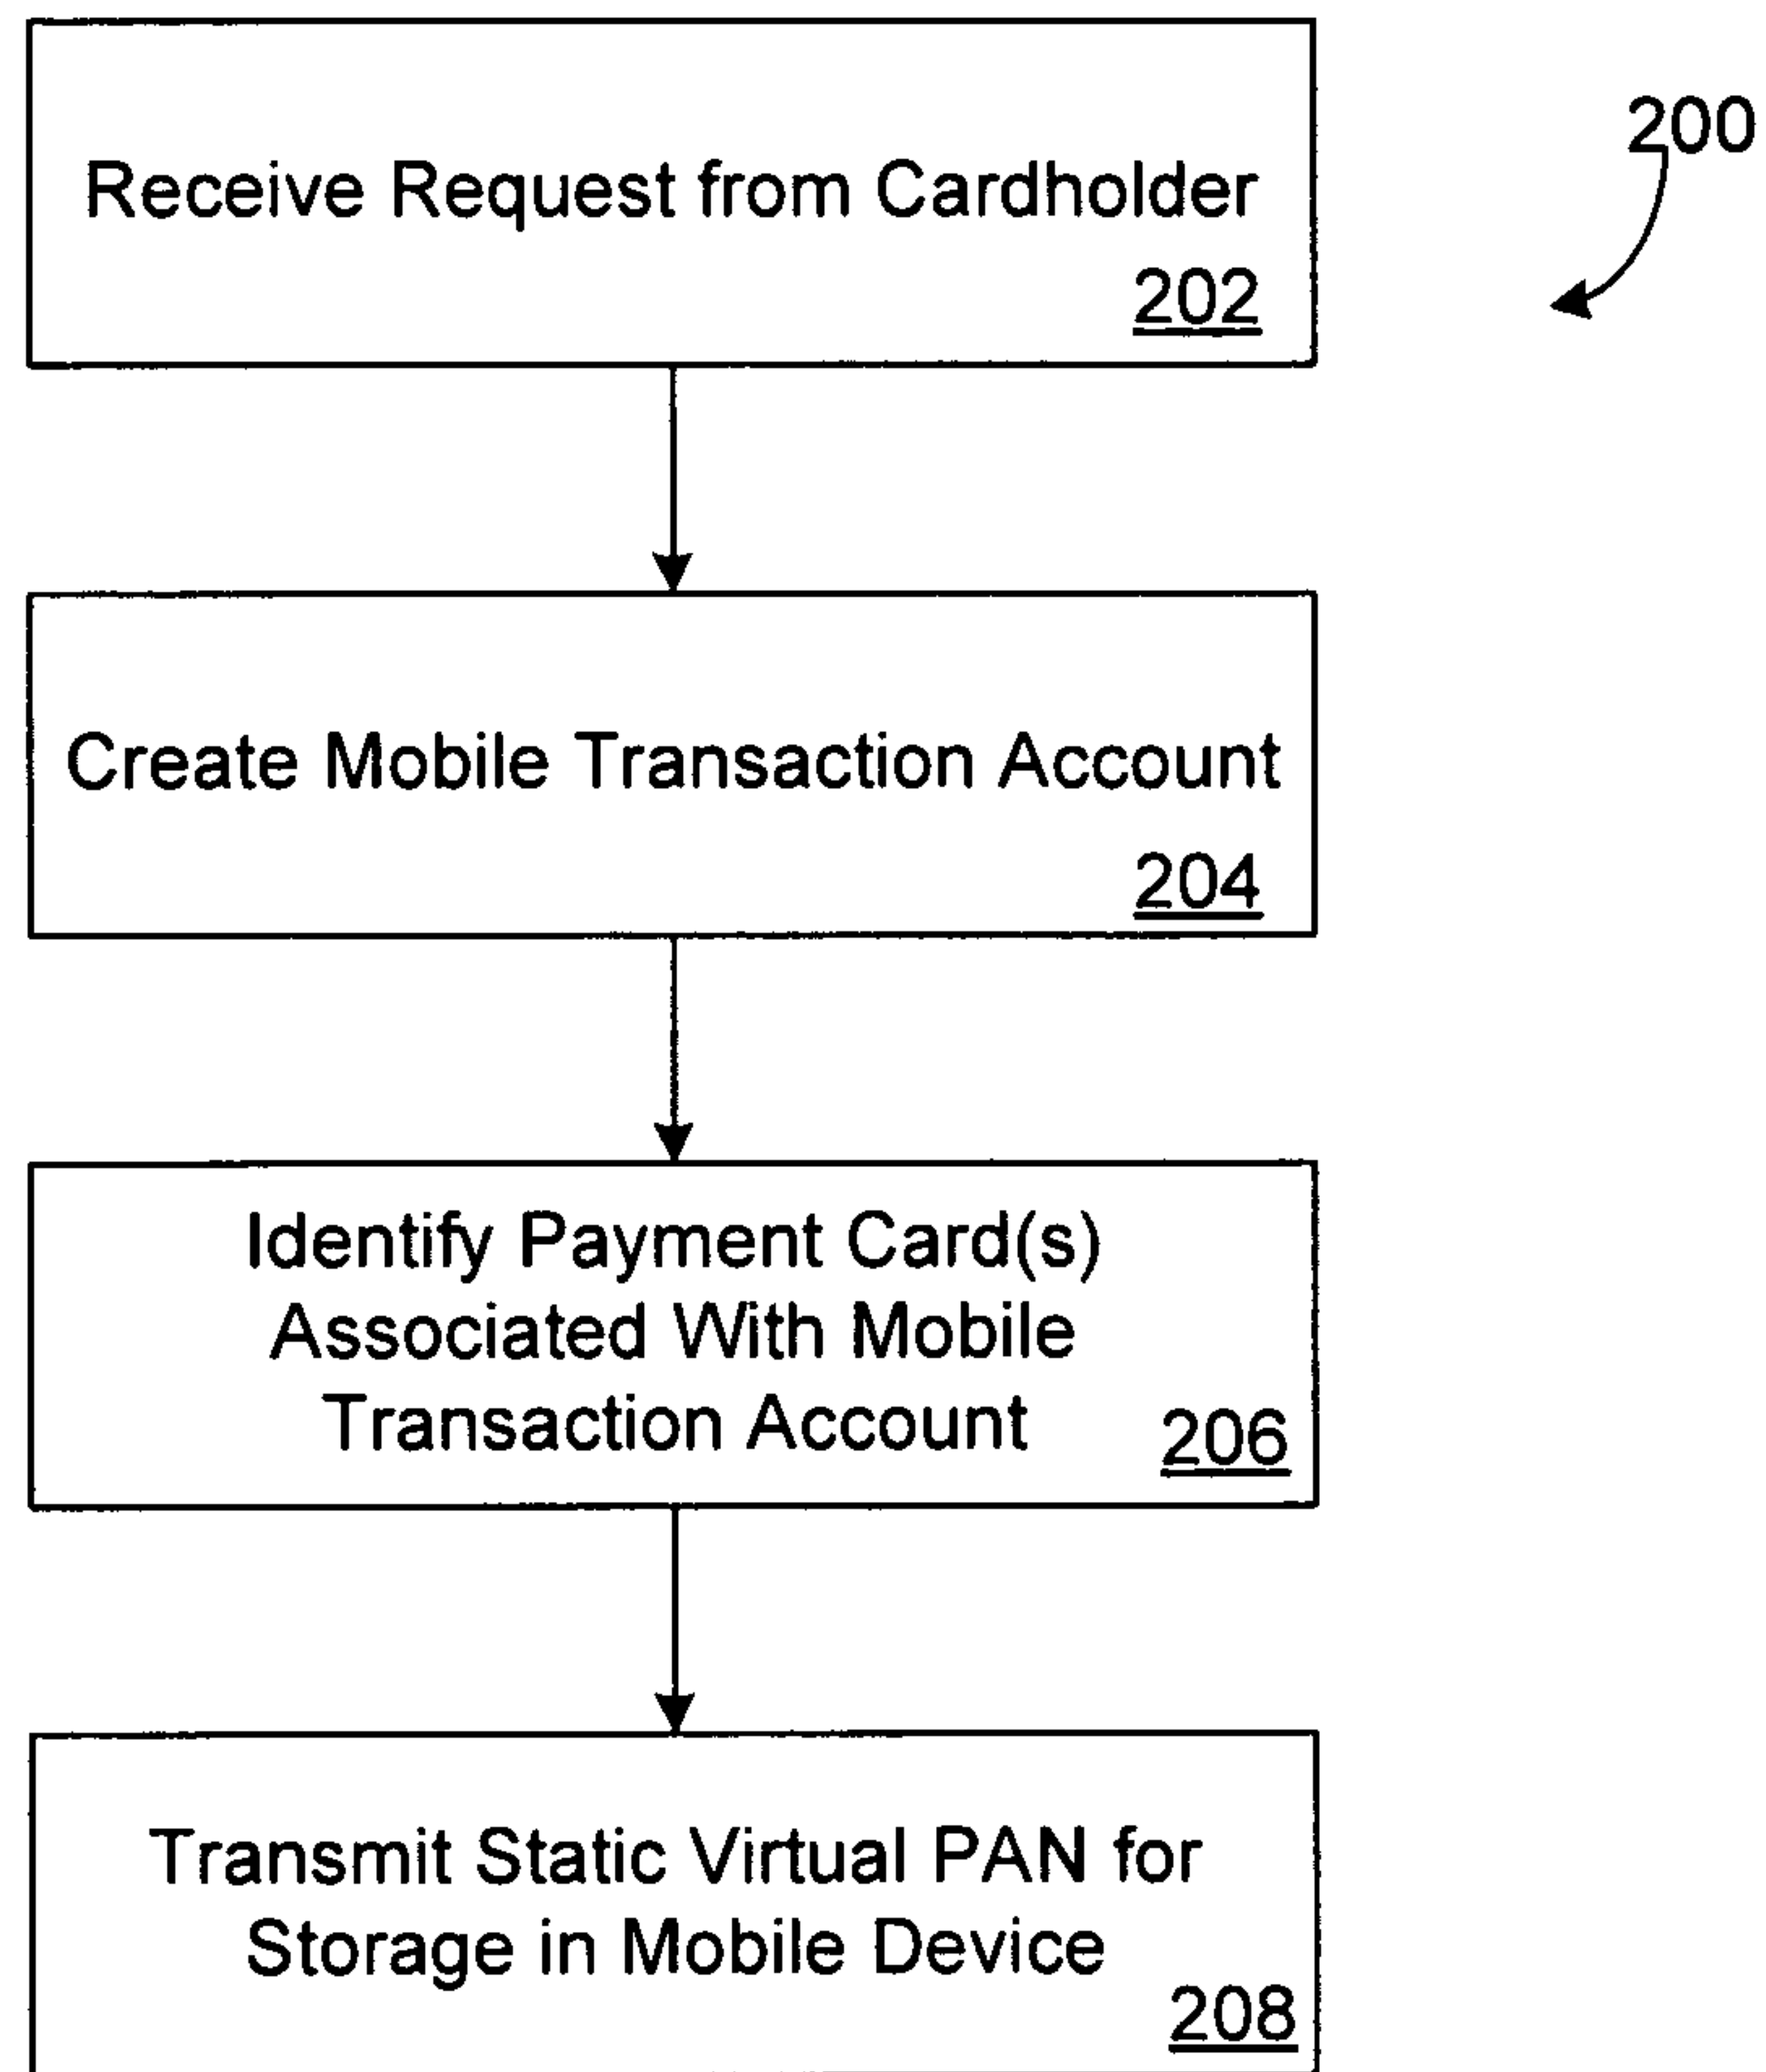 Receive Request from Cardholder
202
200
Create Mobile Transaction Account
204
Identify Payment Card(s)
Associated With Mobile
Transaction Account
206
Transmit Static Virtual PAN for
Storage in Mobile Device
208